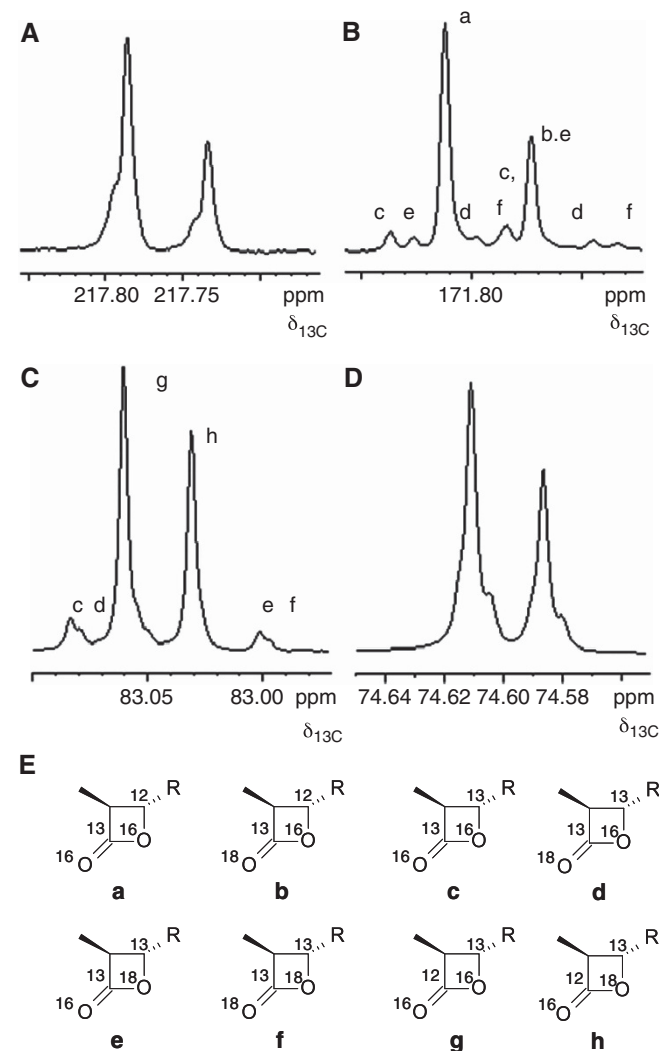 A
217.80 217.75 ppm
δ13C
B
a
b.e
c,
c e d f d f
171.80 ppm
δ13C
C
g
h
c d e f
83.05 83.00 ppm
δ13C
D
74.64 74.62 74.60 74.58 ppm
δ13C
E
12 R
13 16 O
16 O
a
12 R
13 16 O
18 O
b
13 R
13 16 O
16 O
c
13 R
13 16 O
18 O
d
13 R
13 18 O
16 O
e
13 R
13 18 O
18 O
f
13 R
12 16 O
16 O
g
13 R
12 18 O
16 O
h